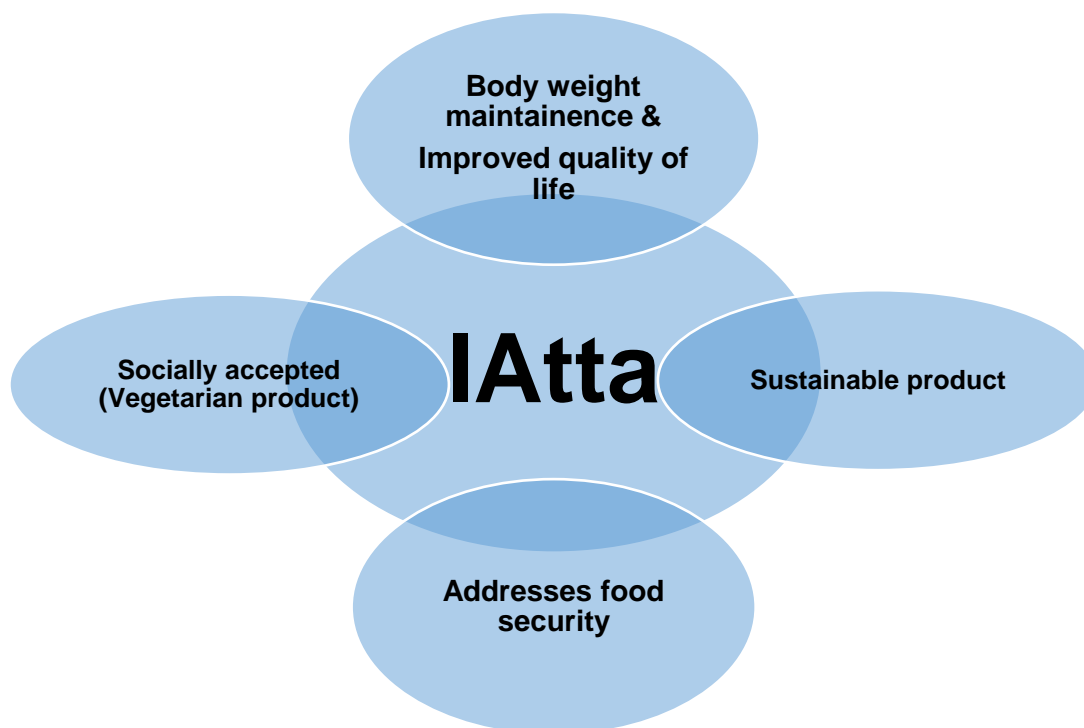 Body weight
maintainence &
Improved quality of
life
Socially accepted
(Vegetarian product)
IAtta
Sustainable product
Addresses food
security